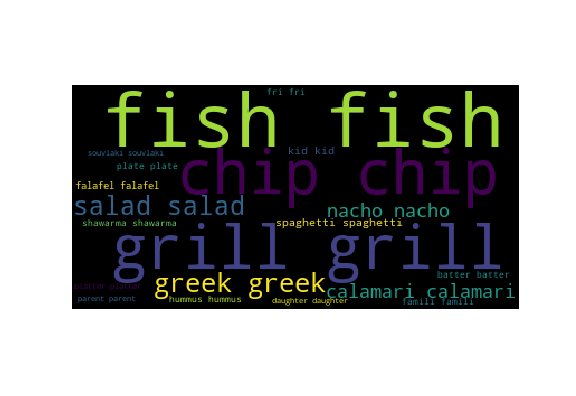 fri fri
fish fish
souvlaki souvlaki
kid kid
plate plate
chip chip
falafel falafel
salad salad
nacho nacho
shawarma shawarma
spaghetti spaghetti
grill grill
batter batter
greek greek
platter platter
calamari calamari
parent parent
hummus hummus
daughter daughter
famili famili